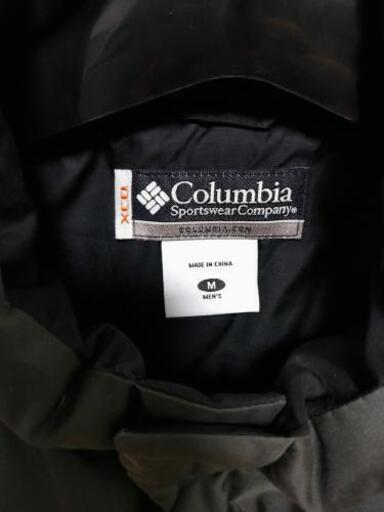 XCO
Columbia
Sportswear Company®
COLUMBIA.COM
MADE IN CHINA
M
MEN'S